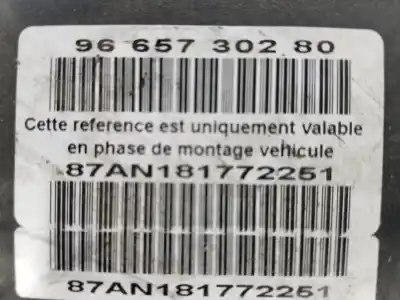 96 657 302 80
Cette reference est uniquement valable
en phase de montage vehicule
87AN181772251
87AN181772251